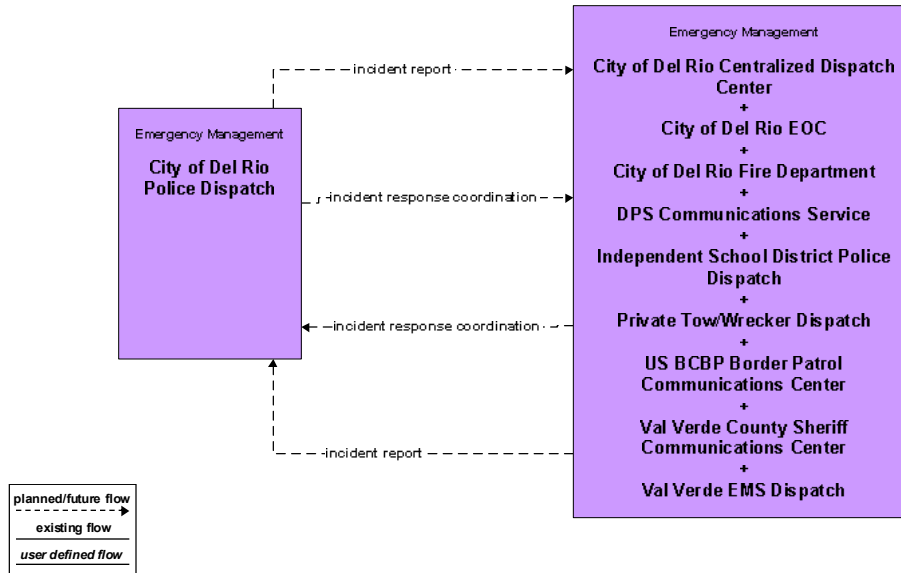 Emergency Management
City of Del Rio
Police Dispatch
incident report
incident response coordination
incident response coordination
incident report
Emergency Management
City of Del Rio Centralized Dispatch
Center
+
City of Del Rio EOC
+
City of Del Rio Fire Department
+
DPS Communications Service
+
Independent School District Police
Dispatch
+
Private Tow/Wrecker Dispatch
+
US BCBP Border Patrol
Communications Center
+
Val Verde County Sheriff
Communications Center
+
Val Verde EMS Dispatch
planned/future flow
existing flow
user defined flow